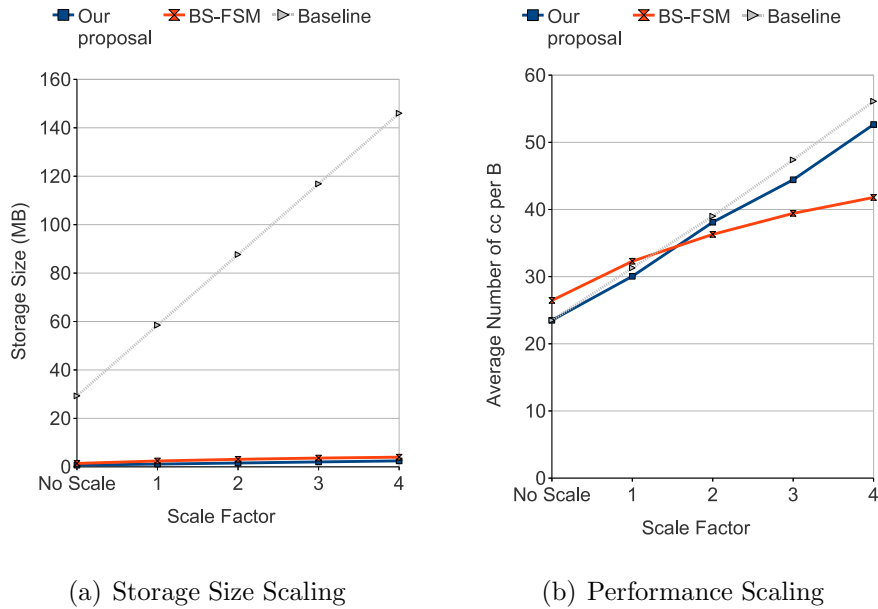 Our proposal BS-FSM Baseline
160
140
120
100
80
60
40
20
0
Storage Size (MB)
No Scale 1 2 3 4
Scale Factor
(a) Storage Size Scaling
Our proposal BS-FSM Baseline
60
50
40
30
20
10
0
Average Number of cc per B
No Scale 1 2 3 4
Scale Factor
(b) Performance Scaling